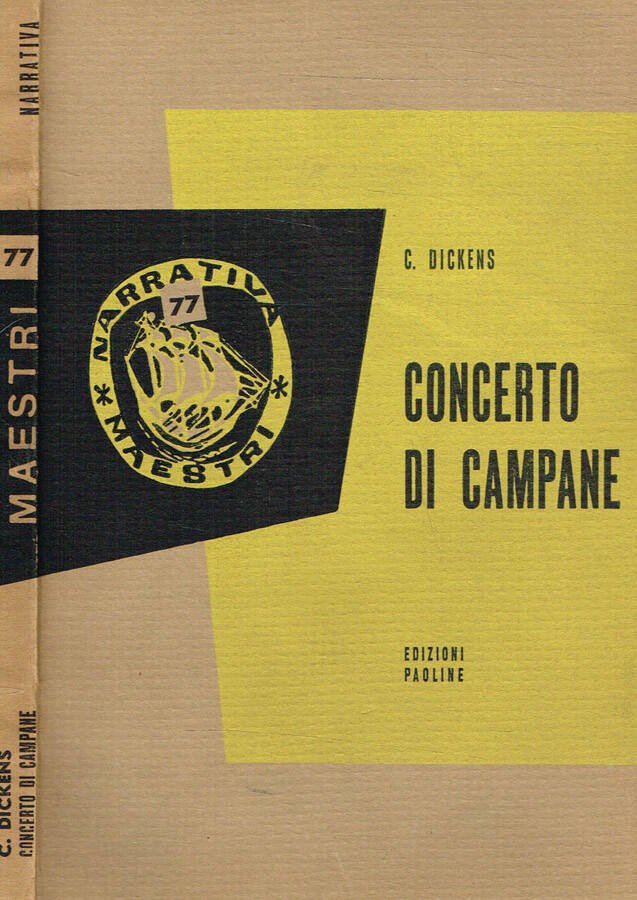 NARRATIVA
77
MAESTRI
C. DICKENS
CONCERTO DI CAMPANE
NARRATIVA
77
* MAESTRI *
C. DICKENS
CONCERTO
DI CAMPANE
EDIZIONI
PAOLINE